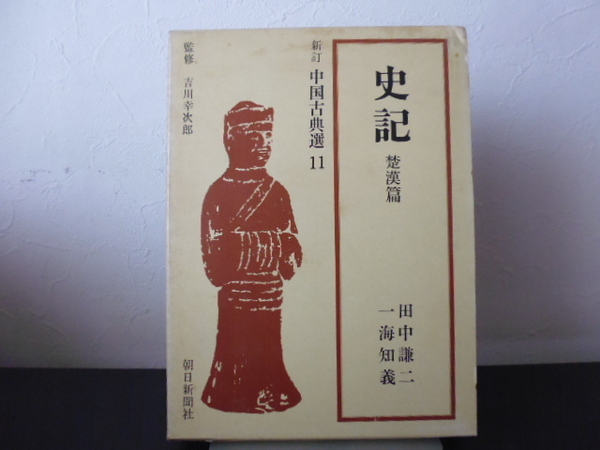 史記
楚漢篇
田中謙二
一海知義
新訂 中国古典選 11
監修 吉川幸次郎
朝日新聞社